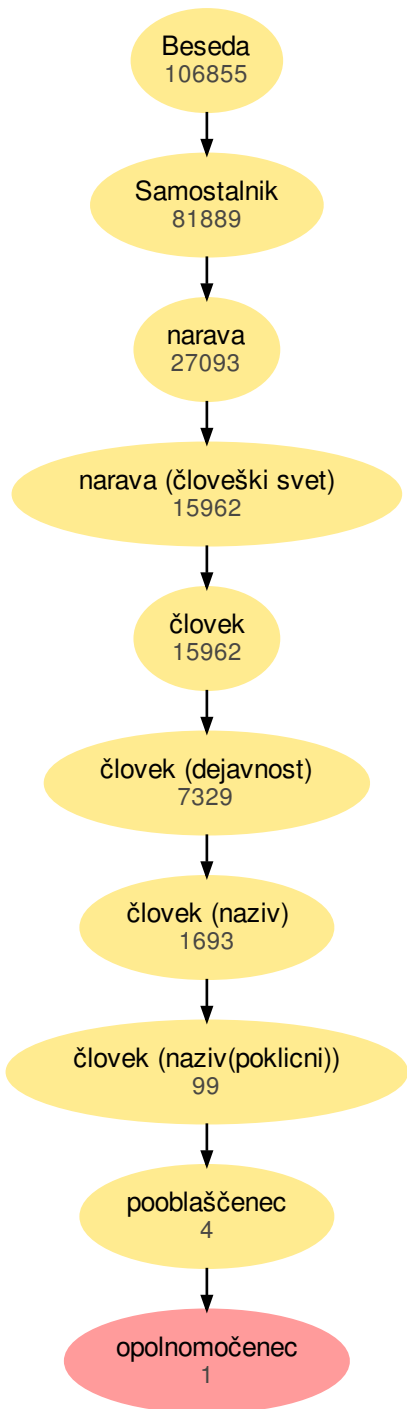 Beseda
106855
Samostalnik
81889
narava
27093
narava (človeški svet)
15962
človek
15962
človek (dejavnost)
7329
človek (naziv)
1693
človek (naziv(poklicni))
99
pooblaščenec
4
opolnomočenec
1